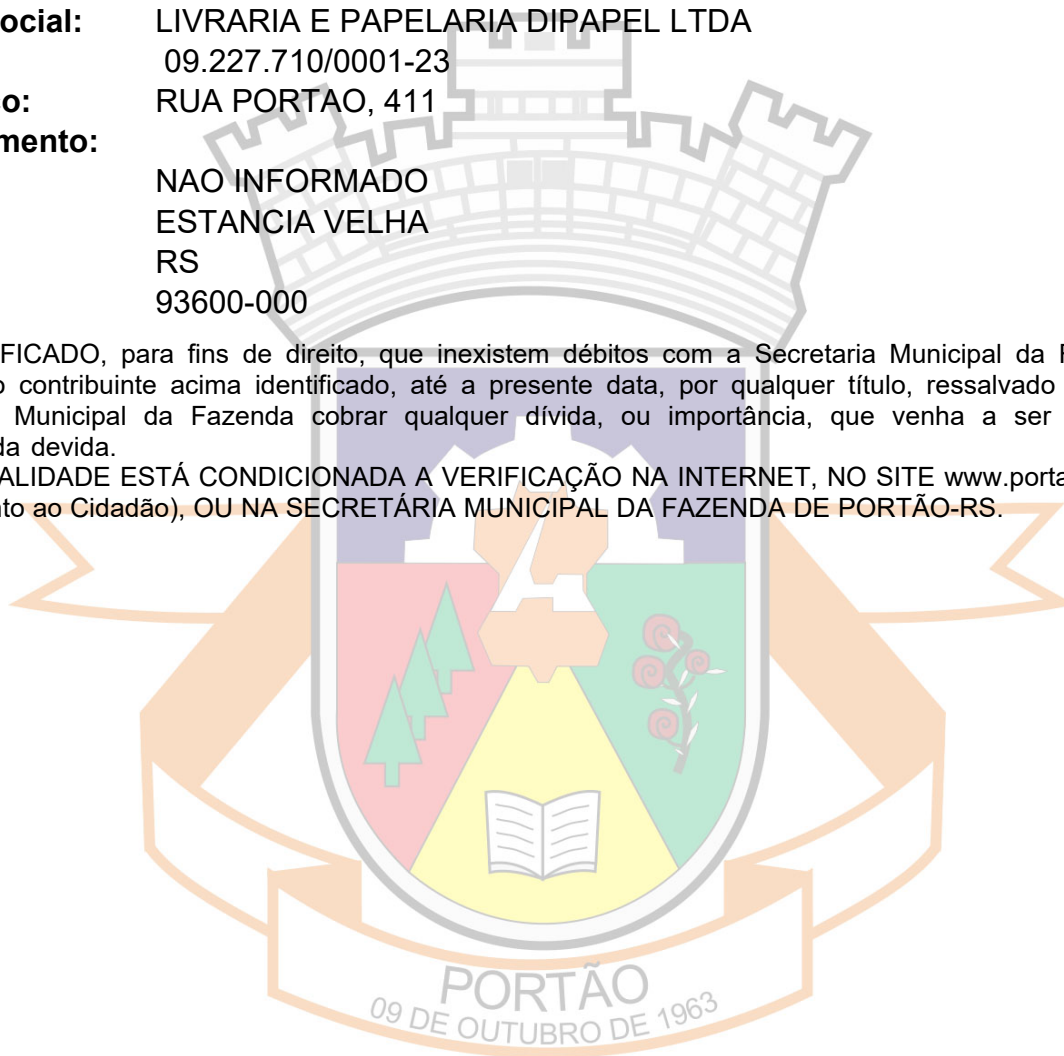 ocial: LIVRARIA E PAPELARIA DIPAPEL LTDA
09.227.710/0001-23
o: RUA PORTAO, 411
mento:
NAO INFORMADO
ESTANCIA VELHA
RS
93600-000
FICADO, para fins de direito, que inexistem débitos com a Secretaria Municipal da F
o contribuinte acima identificado, até a presente data, por qualquer título, ressalvado
Municipal da Fazenda cobrar qualquer dívida, ou importância, que venha a ser
da devida.
ALIDADE ESTÁ CONDICIONADA A VERIFICAÇÃO NA INTERNET, NO SITE www.porta
nto ao Cidadão), OU NA SECRETÁRIA MUNICIPAL DA FAZENDA DE PORTÃO-RS.
PORTÃO
09 DE OUTUBRO DE 1963